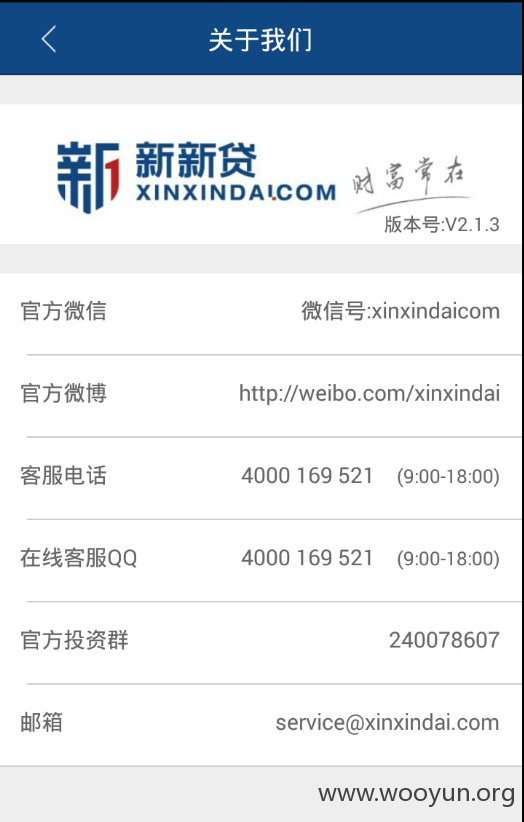 关于我们
新新贷
XINXINDAI.COM
财富常在
版本号:V2.1.3
官方微信 微信号:xinxindaicom
官方微博 http://weibo.com/xinxindai
客服电话 4000 169 521 (9:00-18:00)
在线客服QQ 4000 169 521 (9:00-18:00)
官方投资群 240078607
邮箱 service@xinxindai.com
www.wooyun.org